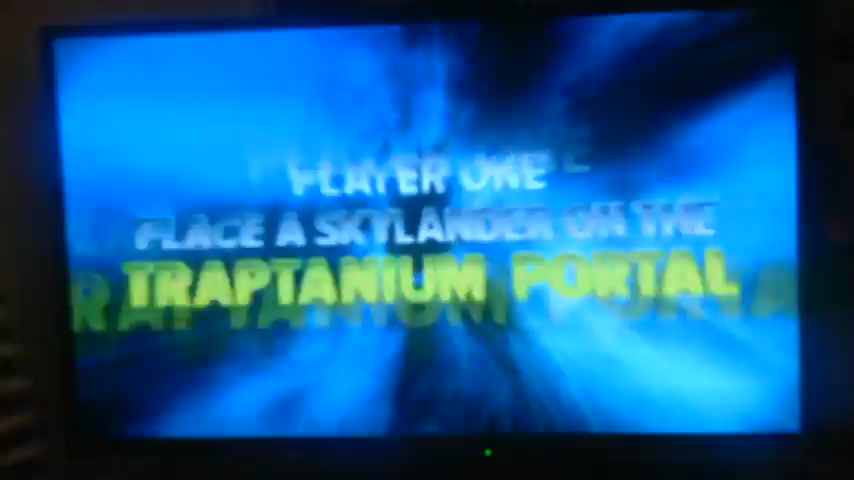 PLAYER ONE
PLACE A SKYLANDER ON THE
TRAPTANIUM PORTAL